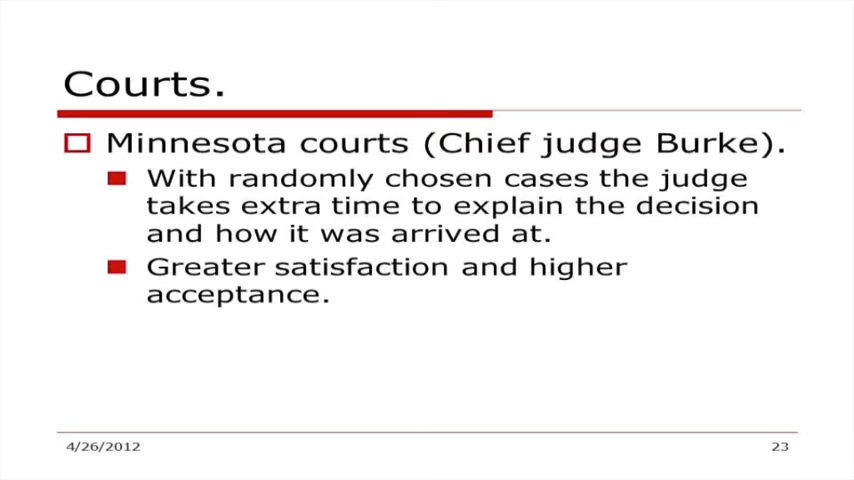 Courts.
Minnesota courts (Chief judge Burke).
With randomly chosen cases the judge
takes extra time to explain the decision
and how it was arrived at.
Greater satisfaction and higher
acceptance.
4/26/2012
23